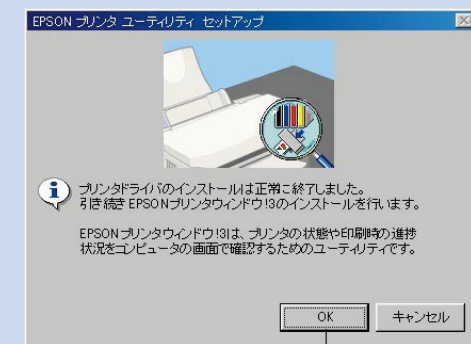 EPSON プリンタ ユーティリティ セットアップ
プリンタドライバのインストールは正常に終了しました。
引き続き EPSONプリンタウィンドウ!3のインストールを行います。
EPSONプリンタウィンドウ!3は、プリンタの状態や印刷時の進捗
状況をコンピュータの画面で確認するためのユーティリティです。
OK
キャンセル